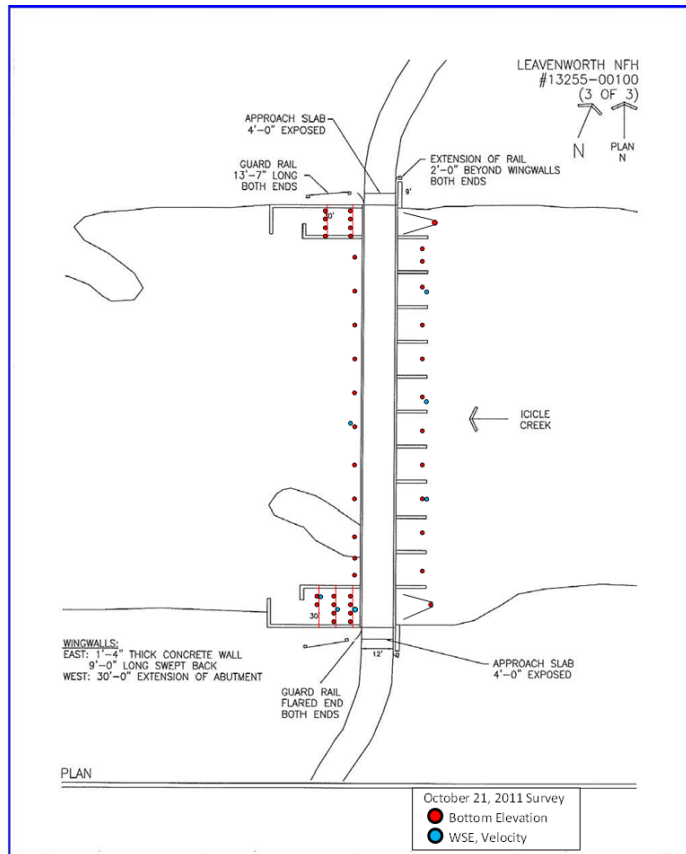 LEAVENWORTH NFH
#13255-00100
(3 OF 3)
N
PLAN
N
APPROACH SLAB
4'-0" EXPOSED
GUARD RAIL
13'-7" LONG
BOTH ENDS
EXTENSION OF RAIL
2'-0" BEYOND WINGWALLS
BOTH ENDS
9'
ICICLE
CREEK
30'
12'
WINGWALLS:
EAST: 1'-4" THICK CONCRETE WALL
9'-0" LONG SWEPT BACK
WEST: 30'-0" EXTENSION OF ABUTMENT
APPROACH SLAB
4'-0" EXPOSED
GUARD RAIL
FLARED END
BOTH ENDS
PLAN
October 21, 2011 Survey
Bottom Elevation
WSE, Velocity